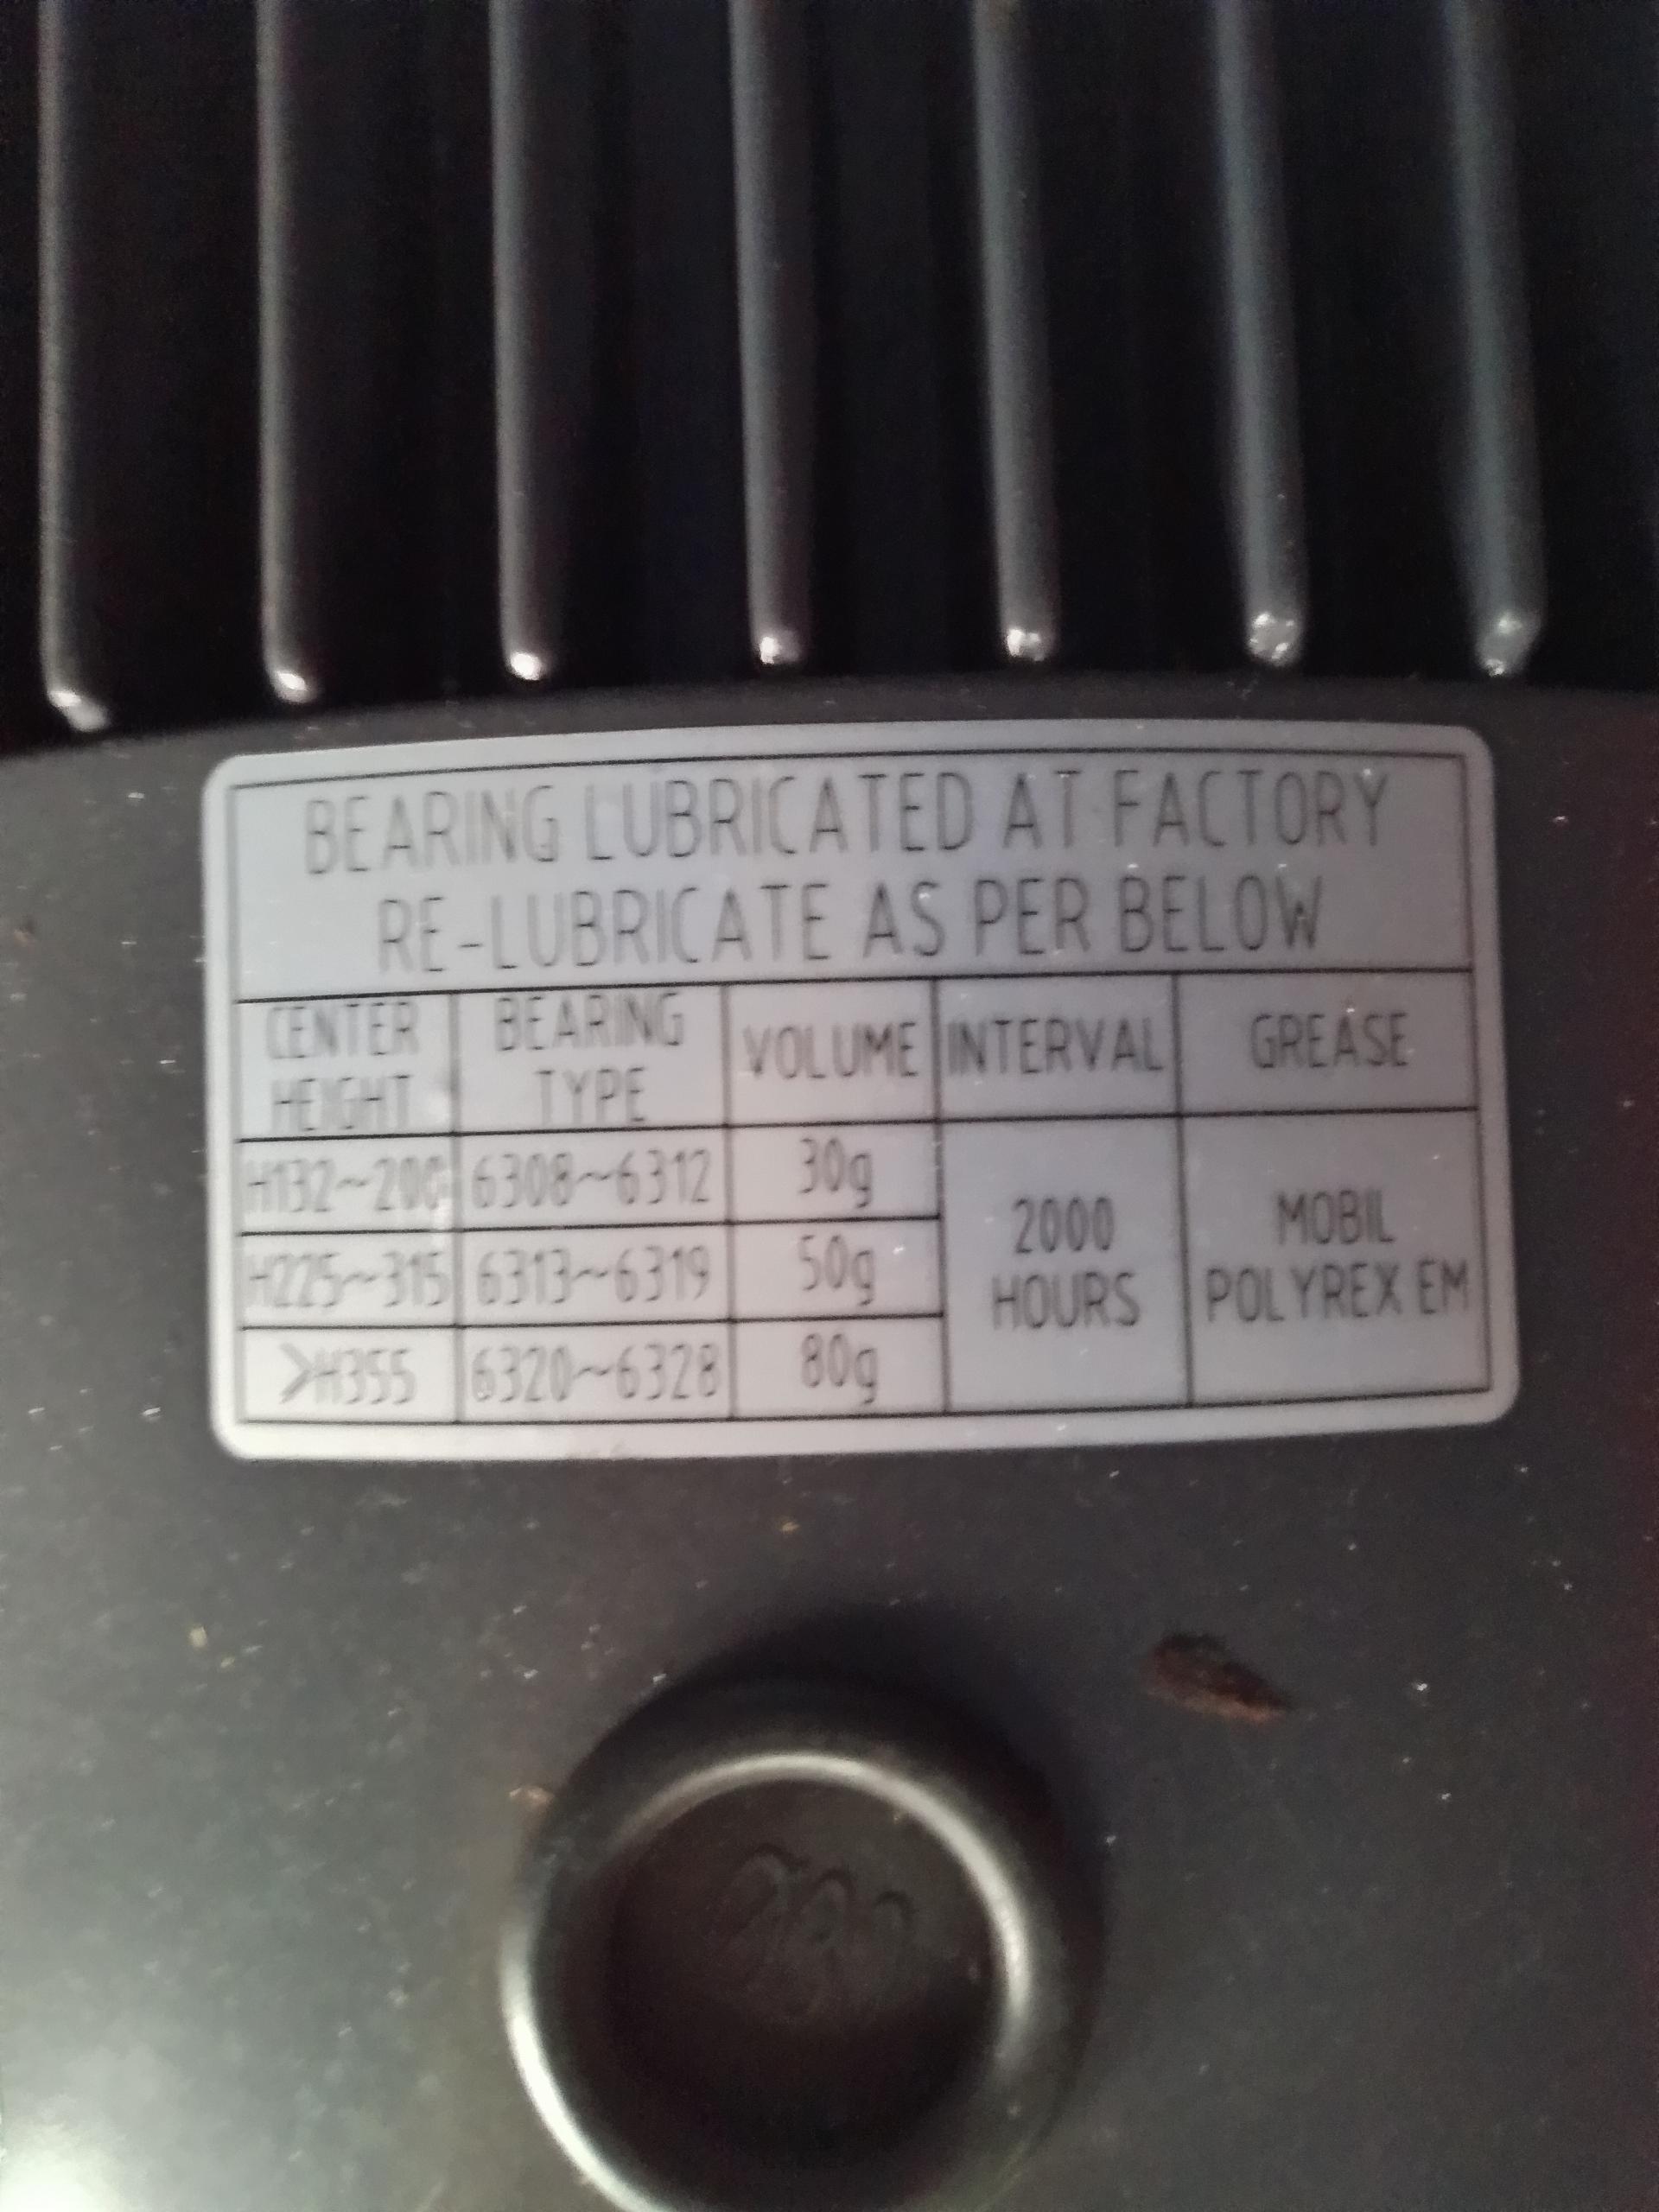 BEARING LUBRICATED AT FACTORY
RE-LUBRICATE AS PER BELOW
CENTER HEIGHT BEARING TYPE VOLUME INTERVAL GREASE
H132~200 6308~6312 30g
H225~315 6313~6319 50g
>H355 6320~6328 80g
2000 HOURS
MOBIL POLYREX EM